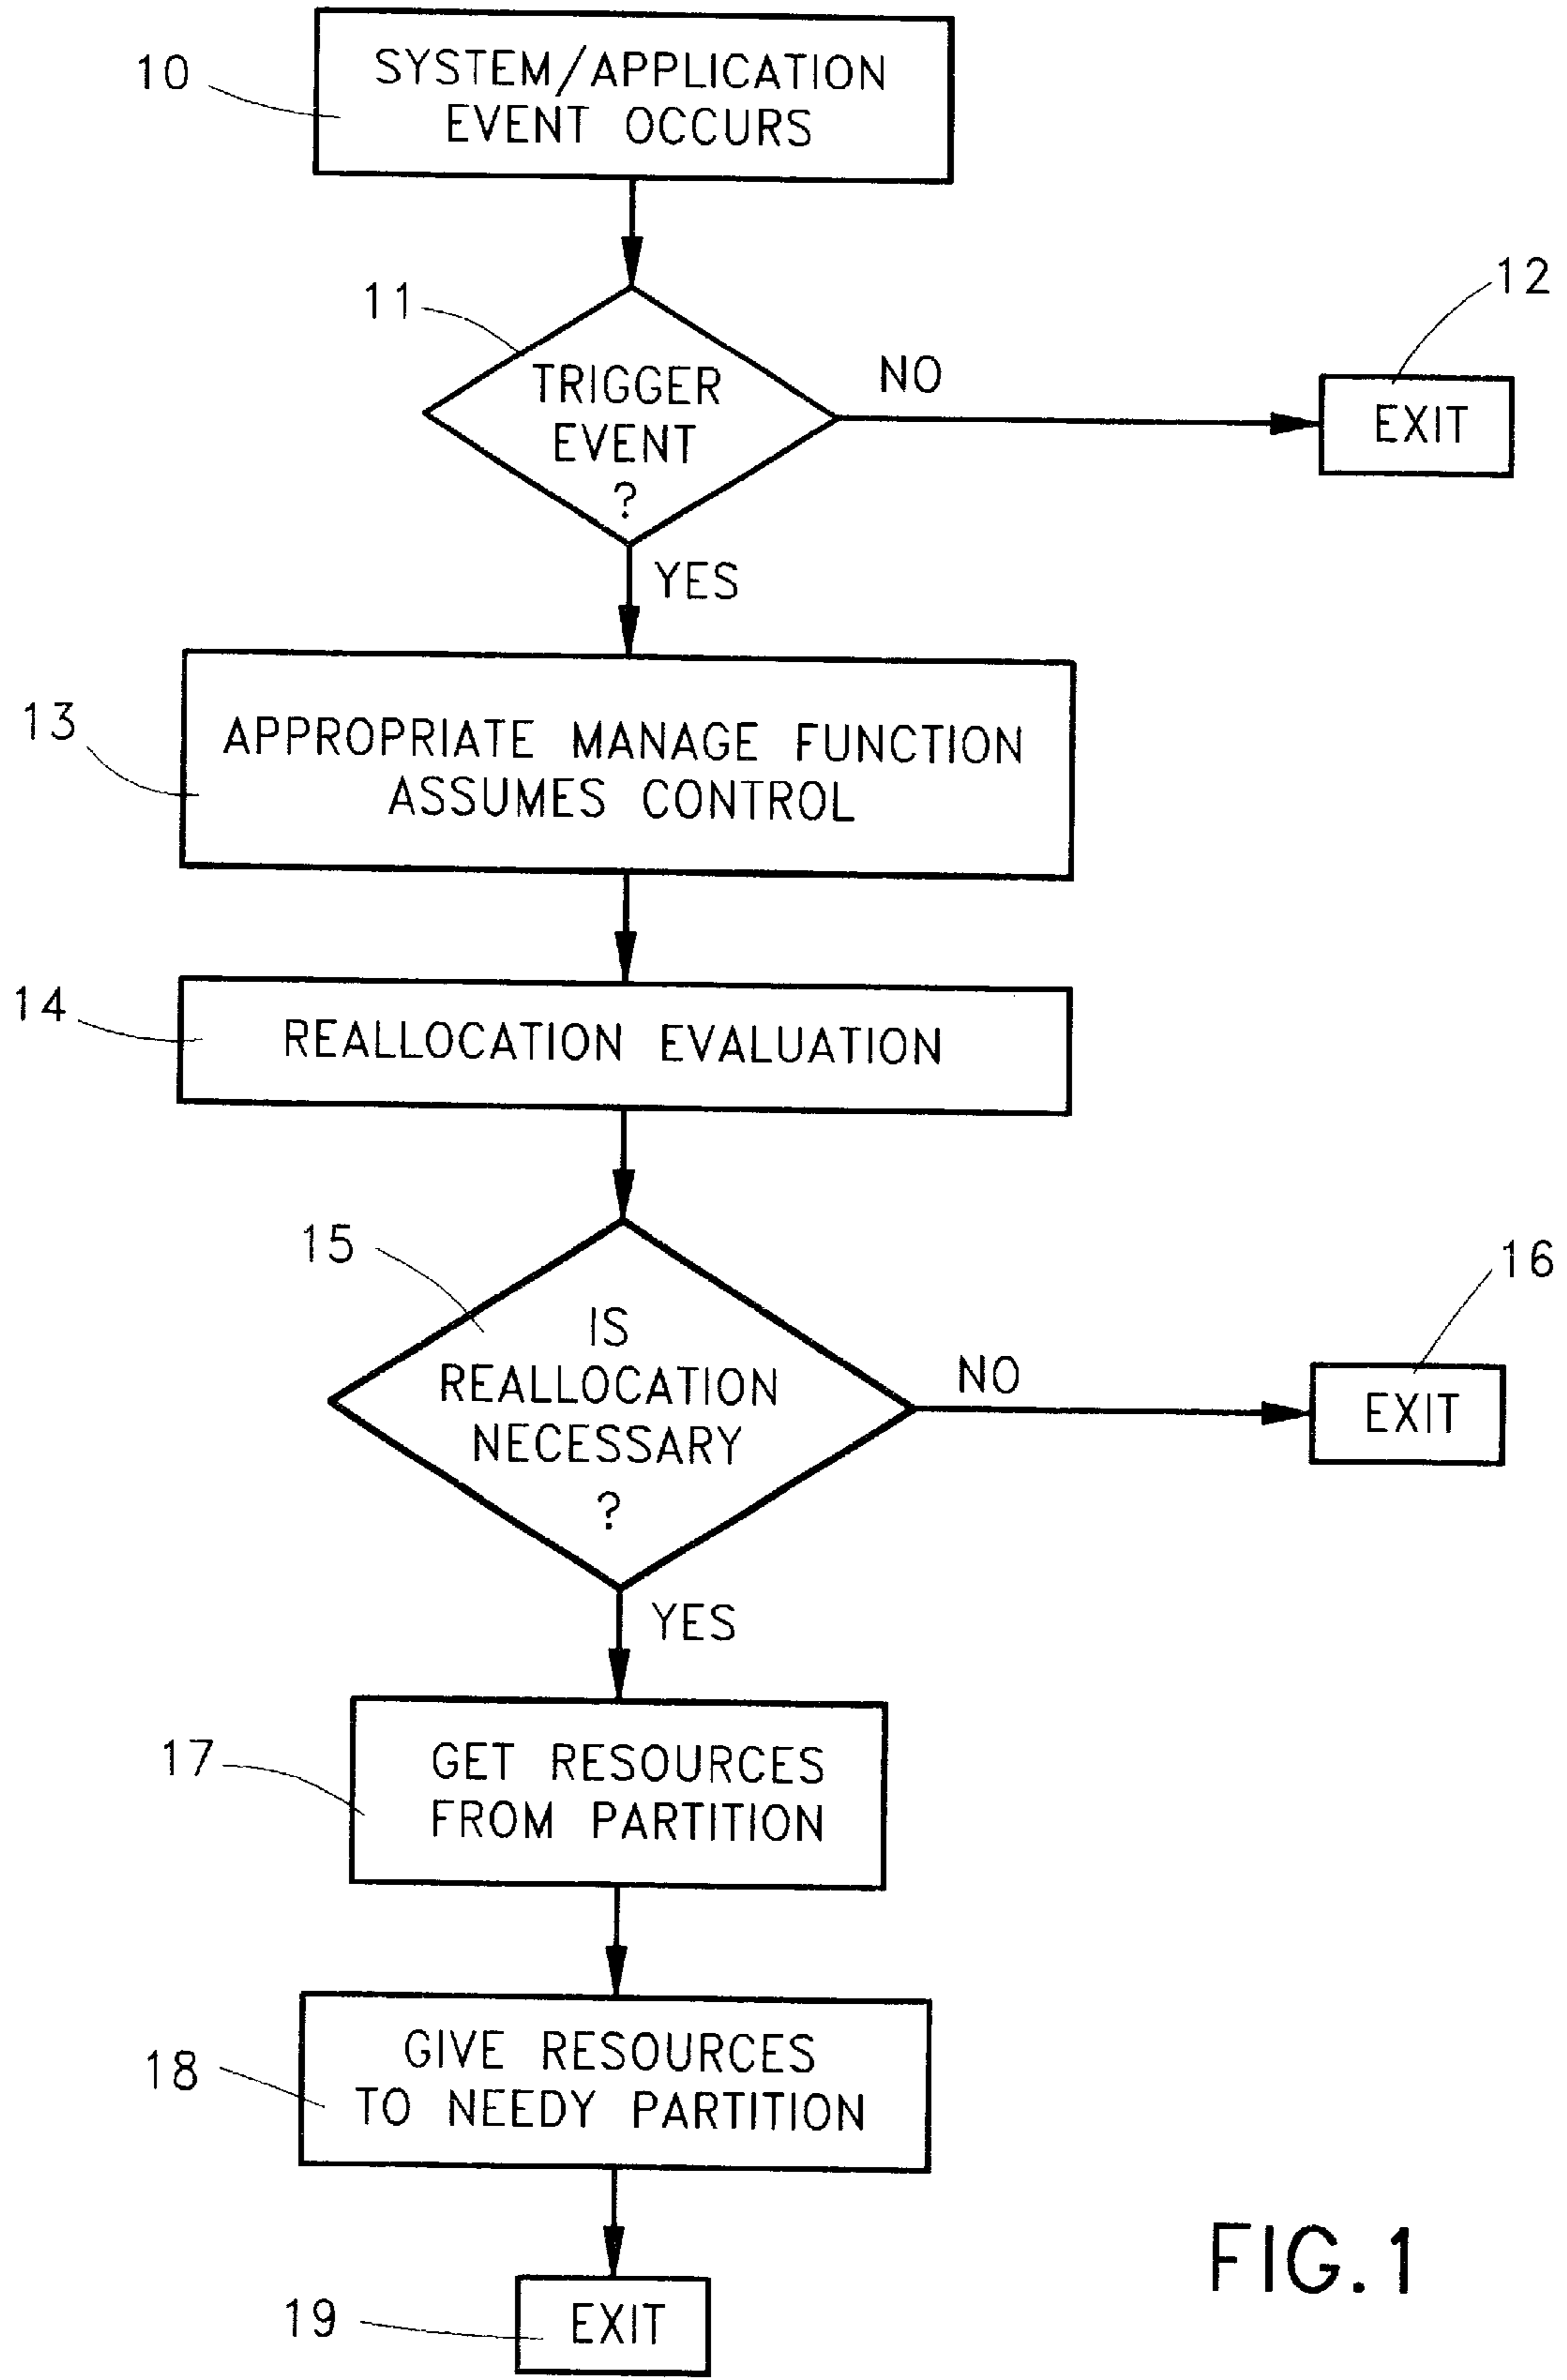 10
SYSTEM/APPLICATION
EVENT OCCURS
11
TRIGGER
EVENT
?
NO
12
EXIT
YES
13
APPROPRIATE MANAGE FUNCTION
ASSUMES CONTROL
14
REALLOCATION EVALUATION
15
IS
REALLOCATION
NECESSARY
?
NO
16
EXIT
YES
17
GET RESOURCES
FROM PARTITION
18
GIVE RESOURCES
TO NEEDY PARTITION
19
EXIT
FIG.1